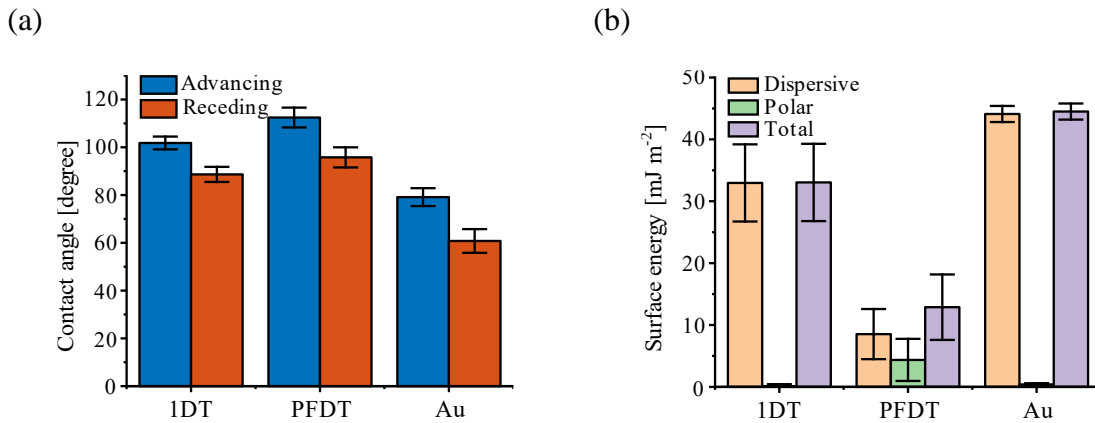 (a)
(b)
Advancing
Receding
Contact angle [degree]
120
100
80
60
40
20
0
1DT
PFDT
Au
Dispersive
Polar
Total
Surface energy [mJ m⁻²]
50
40
30
20
10
0
1DT
PFDT
Au